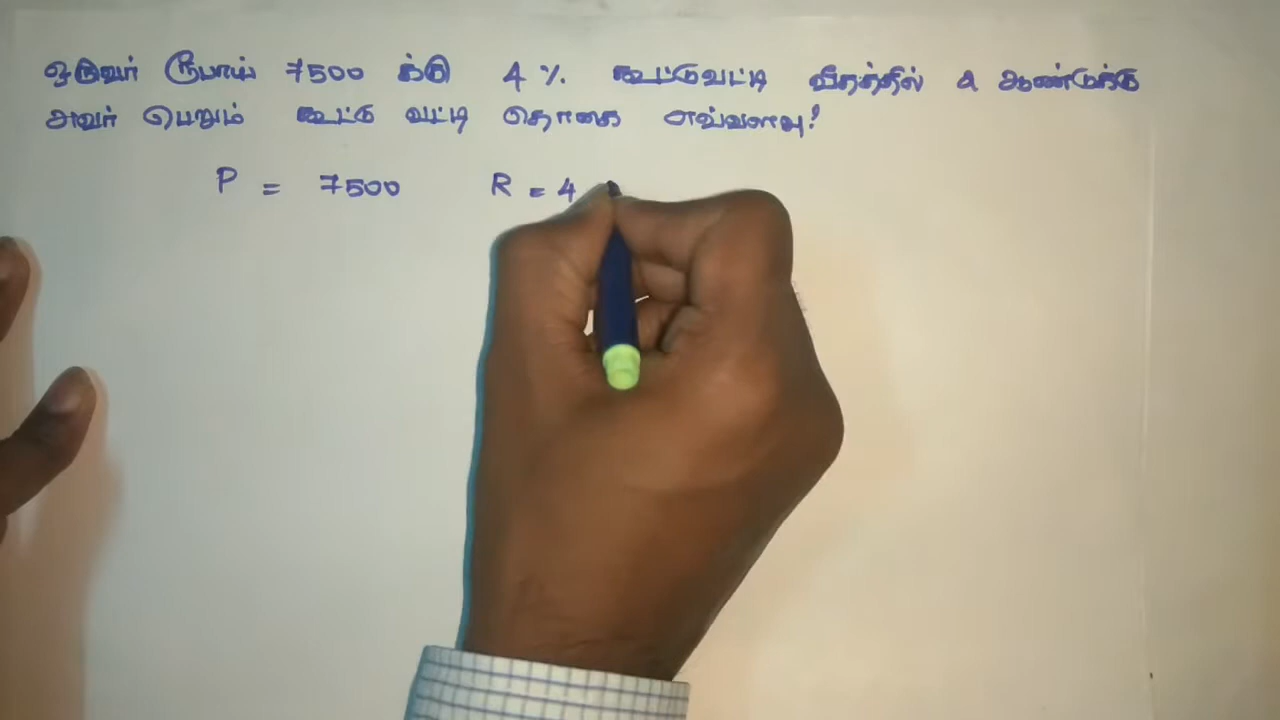 ஒருவர் ரூபாய் 7500 க்கு 4 % கூட்டுவட்டி வீதத்தில் 2 ஆண்டுக்கு
அவர் பெறும் கூட்டு வட்டி தொகை எவ்வளவு?
P = 7500 R = 4